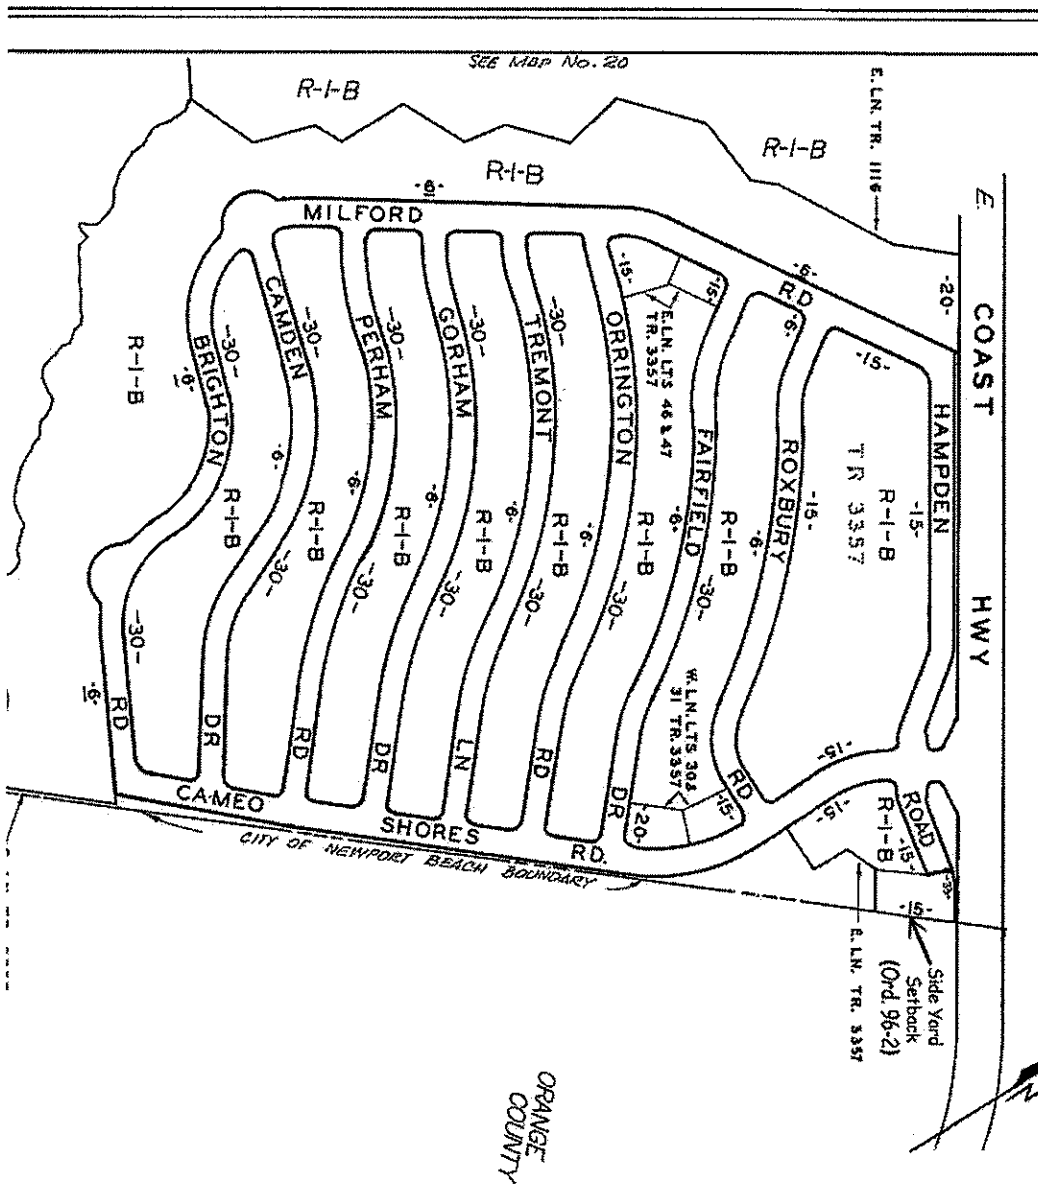 SEE MAP No. 20
R-1-B
R-1-B
R-1-B
E. LN. TR. 1116
E. COAST HWY
-6-
MILFORD RD
-6-
-20-
-15-
-15-
-6-
-15-
E. LN. LTS 46 & 47
TR. 3357
HAMPDEN ROAD
-15-
TR 3357
R-1-B
ROXBURY RD
-15-
-6-
R-1-B
FAIRFIELD DR
-6-
-30-
R-1-B
ORRINGTON RD
-6-
-30-
R-1-B
TREMONT LN
-30-
-6-
-30-
R-1-B
GORHAM DR
-30-
-6-
-30-
R-1-B
PERHAM RD
-30-
-6-
-30-
R-1-B
CAMDEN DR
-30-
-6-
-30-
R-1-B
BRIGHTON RD
-30-
-6-
-30-
-6-
R-1-B
W. LN. LTS 30 &
31 TR. 3357
-20-
-15-
-15-
-15-
R-1-B
-15-
-15-
CAMEO SHORES RD.
CITY OF NEWPORT BEACH BOUNDARY
E. LN. TR. 3357
Side Yard
Setback
(Ord. 96-2)
ORANGE
COUNTY
N